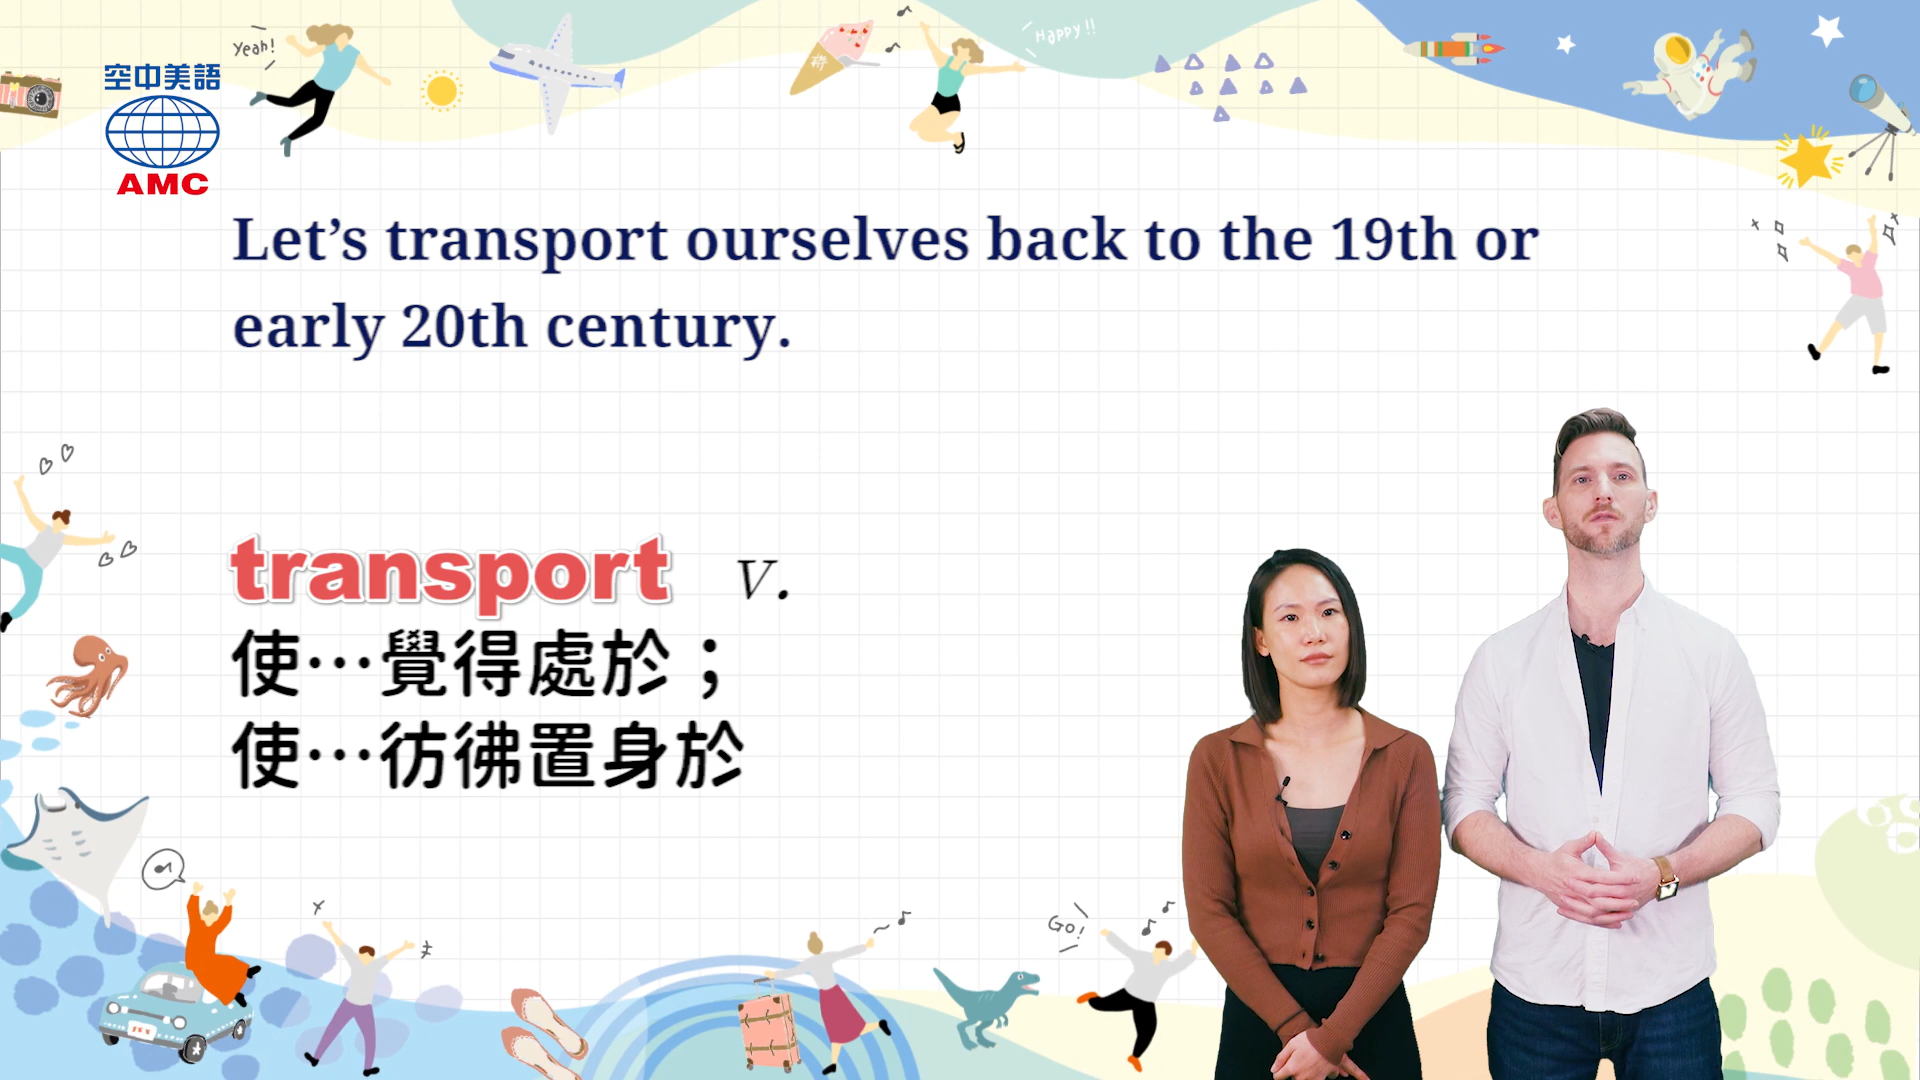 Yeah!
Happy!!
空中美語
AMC
Let's transport ourselves back to the 19th or
early 20th century.
transport v.
使…覺得處於；
使…彷彿置身於
Go!